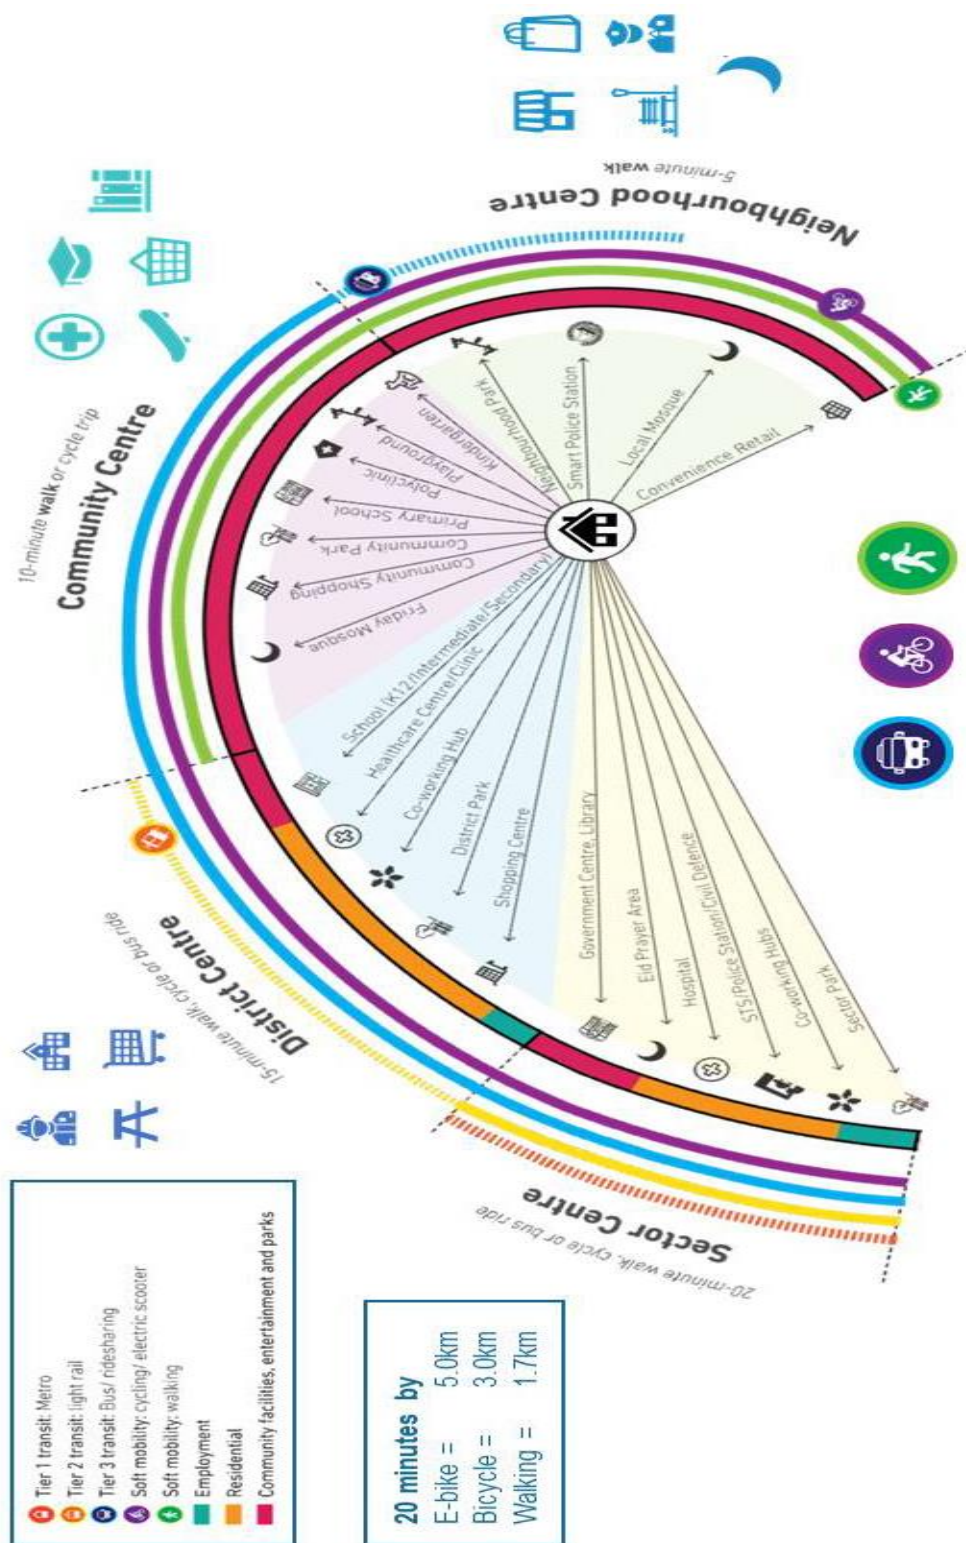 Tier 1 transit: Metro
Tier 2 transit: light rail
Tier 3 transit: Bus/ ridesharing
Soft mobility: cycling/ electric scooter
Soft mobility: walking
Employment
Residential
Community facilities, entertainment and parks
20 minutes by
E-bike = 5.0km
Bicycle = 3.0km
Walking = 1.7km
Sector Centre
20-minute walk, cycle or bus ride
District Centre
15-minute walk, cycle or bus ride
10-minute walk or cycle trip
Community Centre
Neighbourhood Centre
5-minute walk
Sector Park
Co-working Hubs
STS/Police Station/Civil Defence
Hospital
Eid Prayer Area
Government Centre, Library
Shopping Centre
District Park
Co-working Hub
Healthcare Centre/Clinic
School (K12/Intermediate/Secondary)
Friday Mosque
Community Shopping
Community Park
Primary School
Polyclinic
Playground
Kindergarten
Neighbourhood Park
Smart Police Station
Local Mosque
Convenience Retail